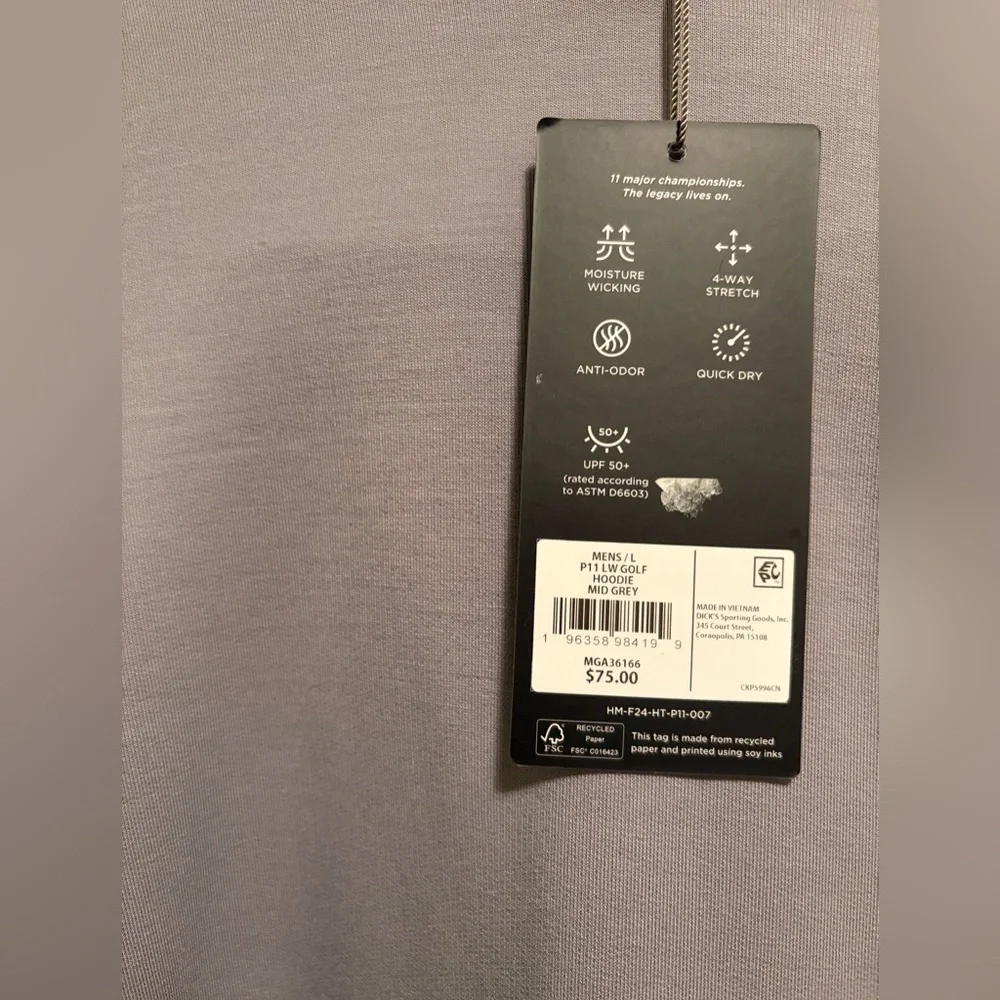 11 major championships.
The legacy lives on.
MOISTURE
WICKING
4-WAY
STRETCH
ANTI-ODOR
QUICK DRY
50+
UPF 50+
(rated according
to ASTM D6603)
MENS / L
P11 LW GOLF
HOODIE
MID GREY
1 96358 98419 9
MGA36166
$75.00
MADE IN VIETNAM
DICK'S Sporting Goods, Inc.
345 Court Street,
Coraopolis, PA 15108
CKP5996CN
HM-F24-HT-P11-007
FSC
RECYCLED
Paper
FSC® C016423
This tag is made from recycled
paper and printed using soy inks